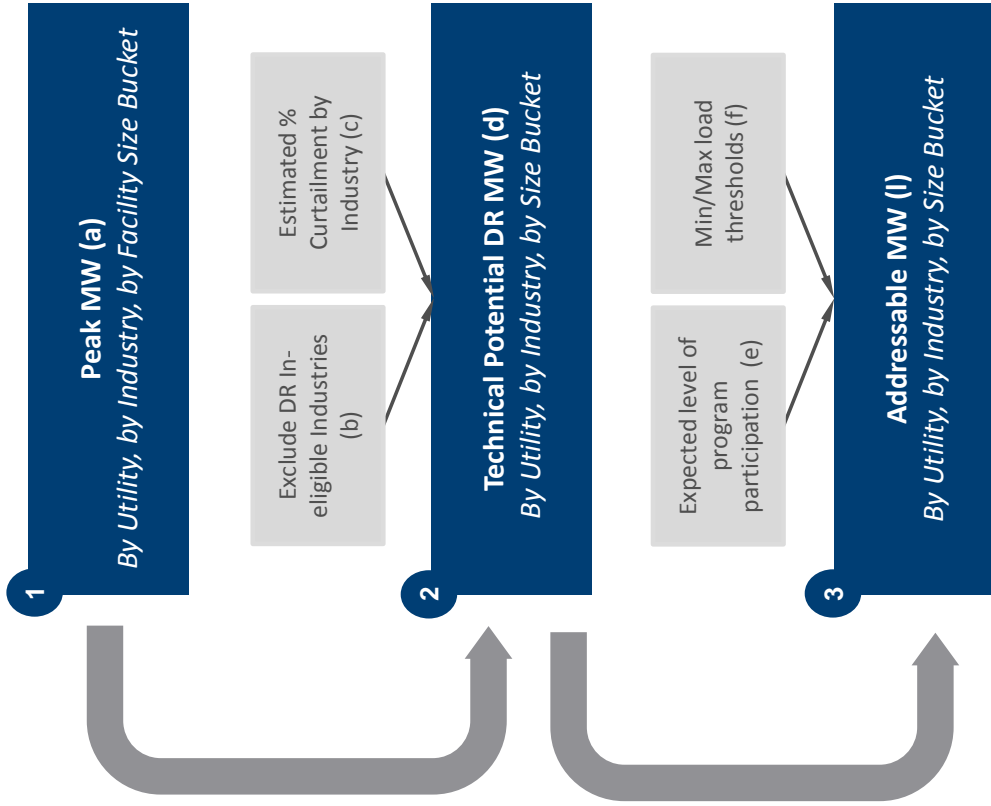 1
Peak MW (a)
By Utility, by Industry, by Facility Size Bucket
Exclude DR In-
eligible Industries
(b)
Estimated %
Curtailment by
Industry (c)
2
Technical Potential DR MW (d)
By Utility, by Industry, by Size Bucket
Expected level of
program
participation (e)
Min/Max load
thresholds (f)
3
Addressable MW (l)
By Utility, by Industry, by Size Bucket